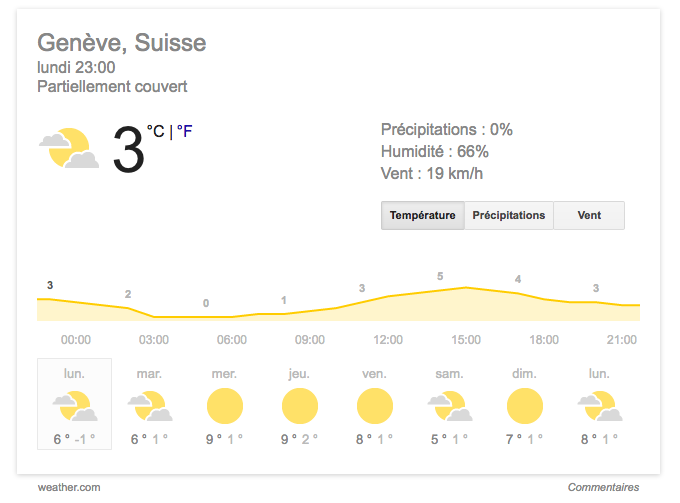 Genève, Suisse
lundi 23:00
Partiellement couvert
3 °C | °F
Précipitations : 0%
Humidité : 66%
Vent : 19 km/h
Température Précipitations Vent
3 2 0 1 3 5 4 3
00:00 03:00 06:00 09:00 12:00 15:00 18:00 21:00
lun. mar. mer. jeu. ven. sam. dim. lun.
6 ° -1 ° 6 ° 1 ° 9 ° 1 ° 9 ° 2 ° 8 ° 1 ° 5 ° 1 ° 7 ° 1 ° 8 ° 1 °
weather.com Commentaires